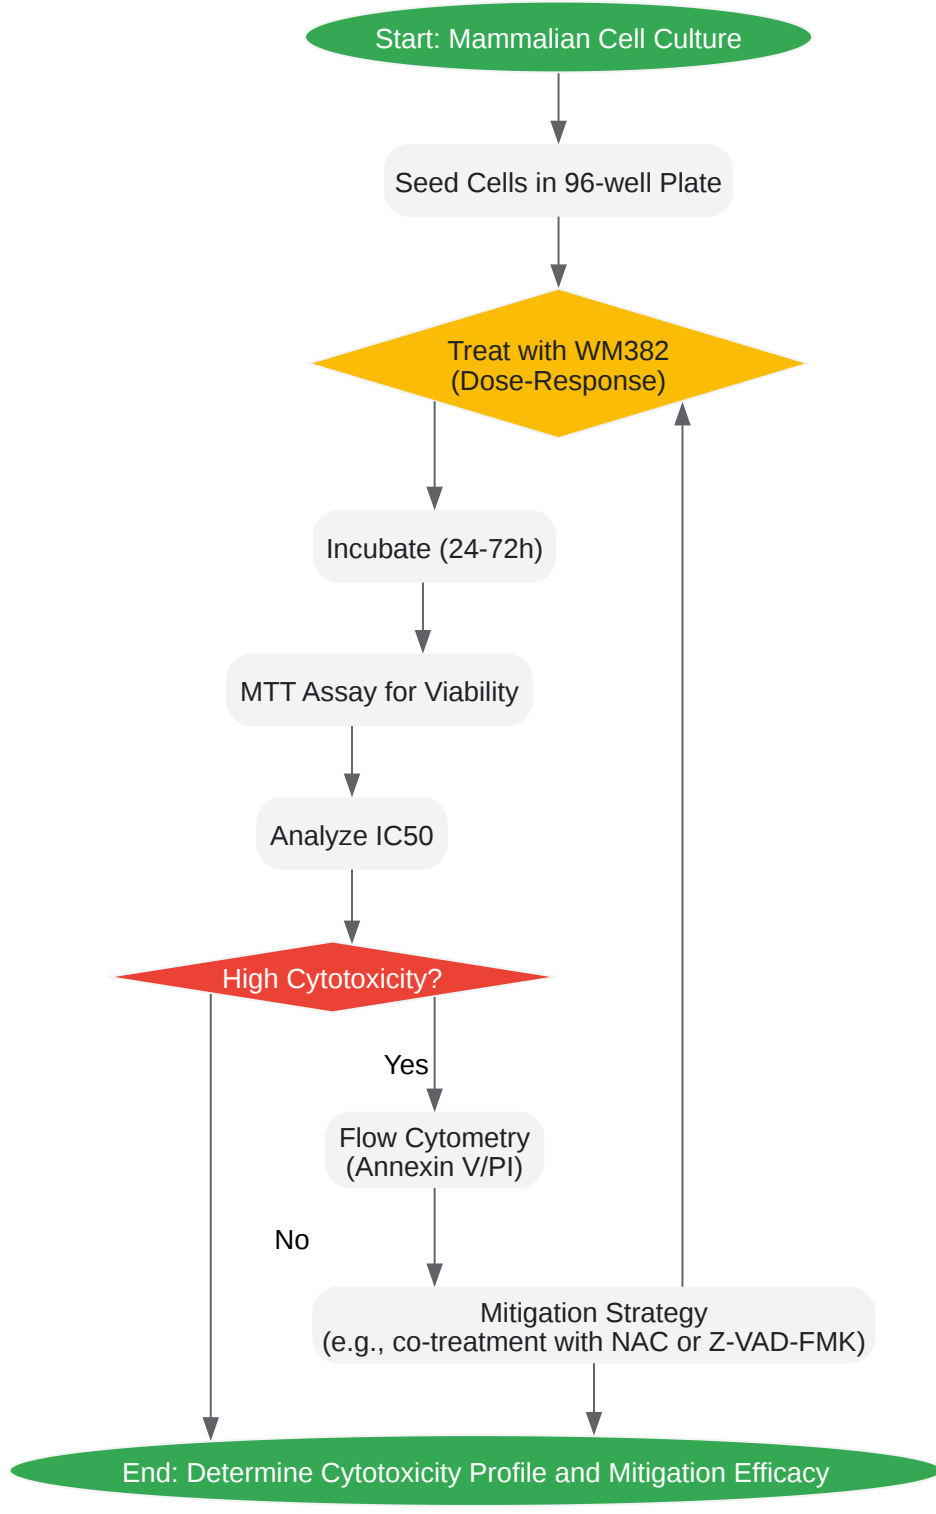 Start: Mammalian Cell Culture
Seed Cells in 96-well Plate
Treat with WM382
(Dose-Response)
Incubate (24-72h)
MTT Assay for Viability
Analyze IC50
High Cytotoxicity?
Yes
Flow Cytometry
(Annexin V/PI)
No
Mitigation Strategy
(e.g., co-treatment with NAC or Z-VAD-FMK)
End: Determine Cytotoxicity Profile and Mitigation Efficacy